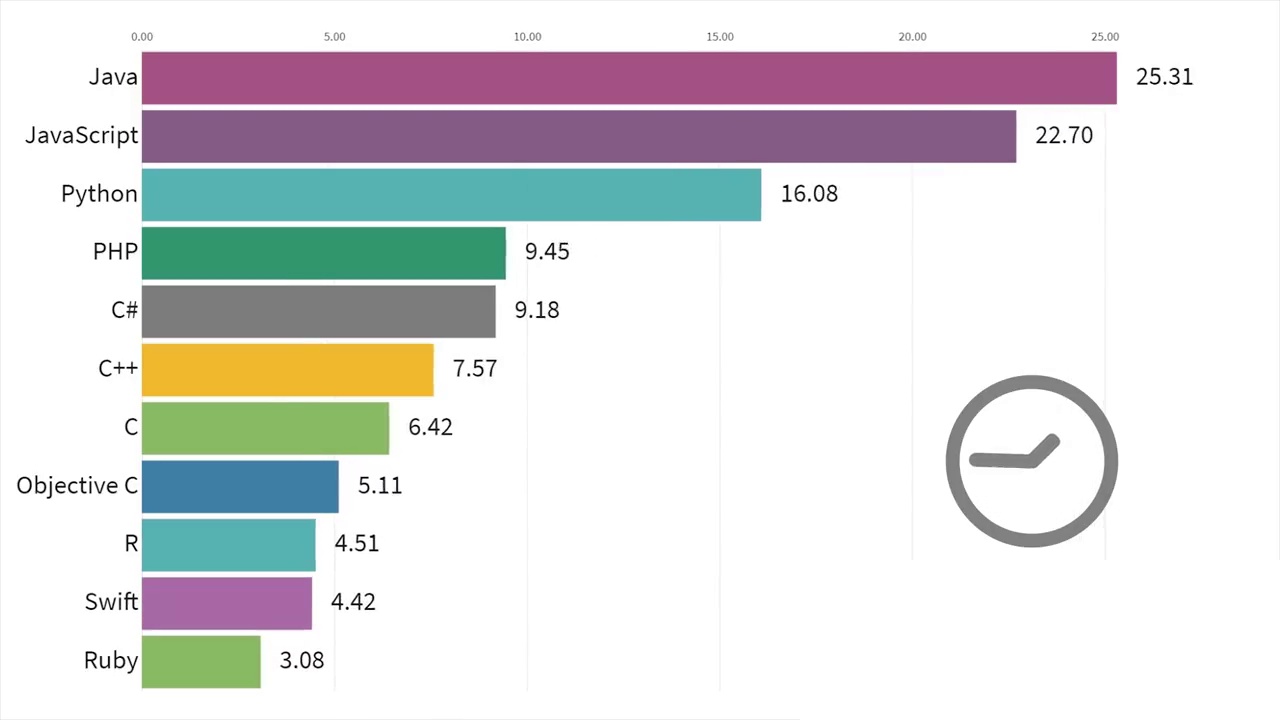 0.00 5.00 10.00 15.00 20.00 25.00
Java 25.31
JavaScript 22.70
Python 16.08
PHP 9.45
C# 9.18
C++ 7.57
C 6.42
Objective C 5.11
R 4.51
Swift 4.42
Ruby 3.08